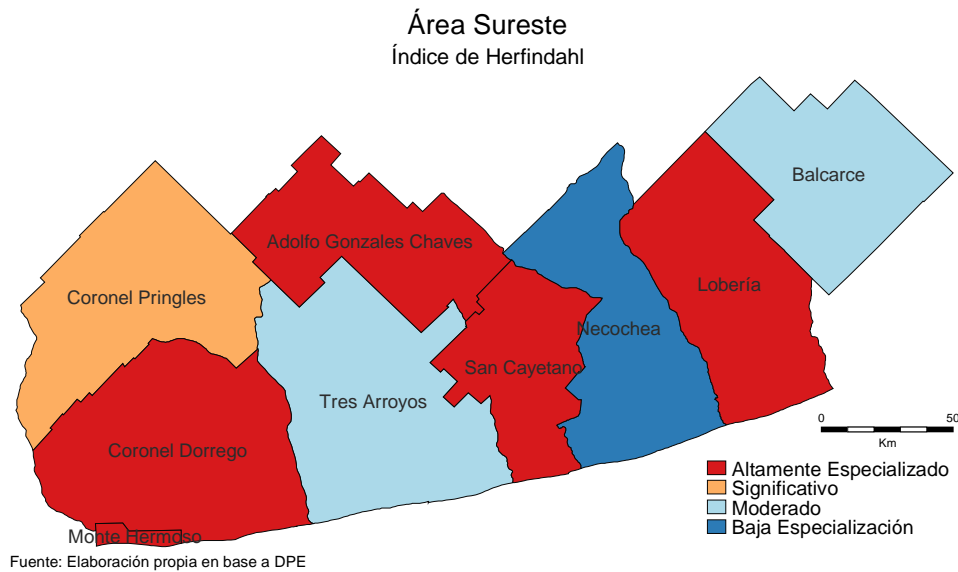 Área Sureste
Índice de Herfindahl
Balcarce
Adolfo Gonzales Chaves
Lobería
Coronel Pringles
Necochea
San Cayetano
Tres Arroyos
Coronel Dorrego
Monte Hermoso
0 50
Km
Altamente Especializado
Significativo
Moderado
Baja Especialización
Fuente: Elaboración propia en base a DPE